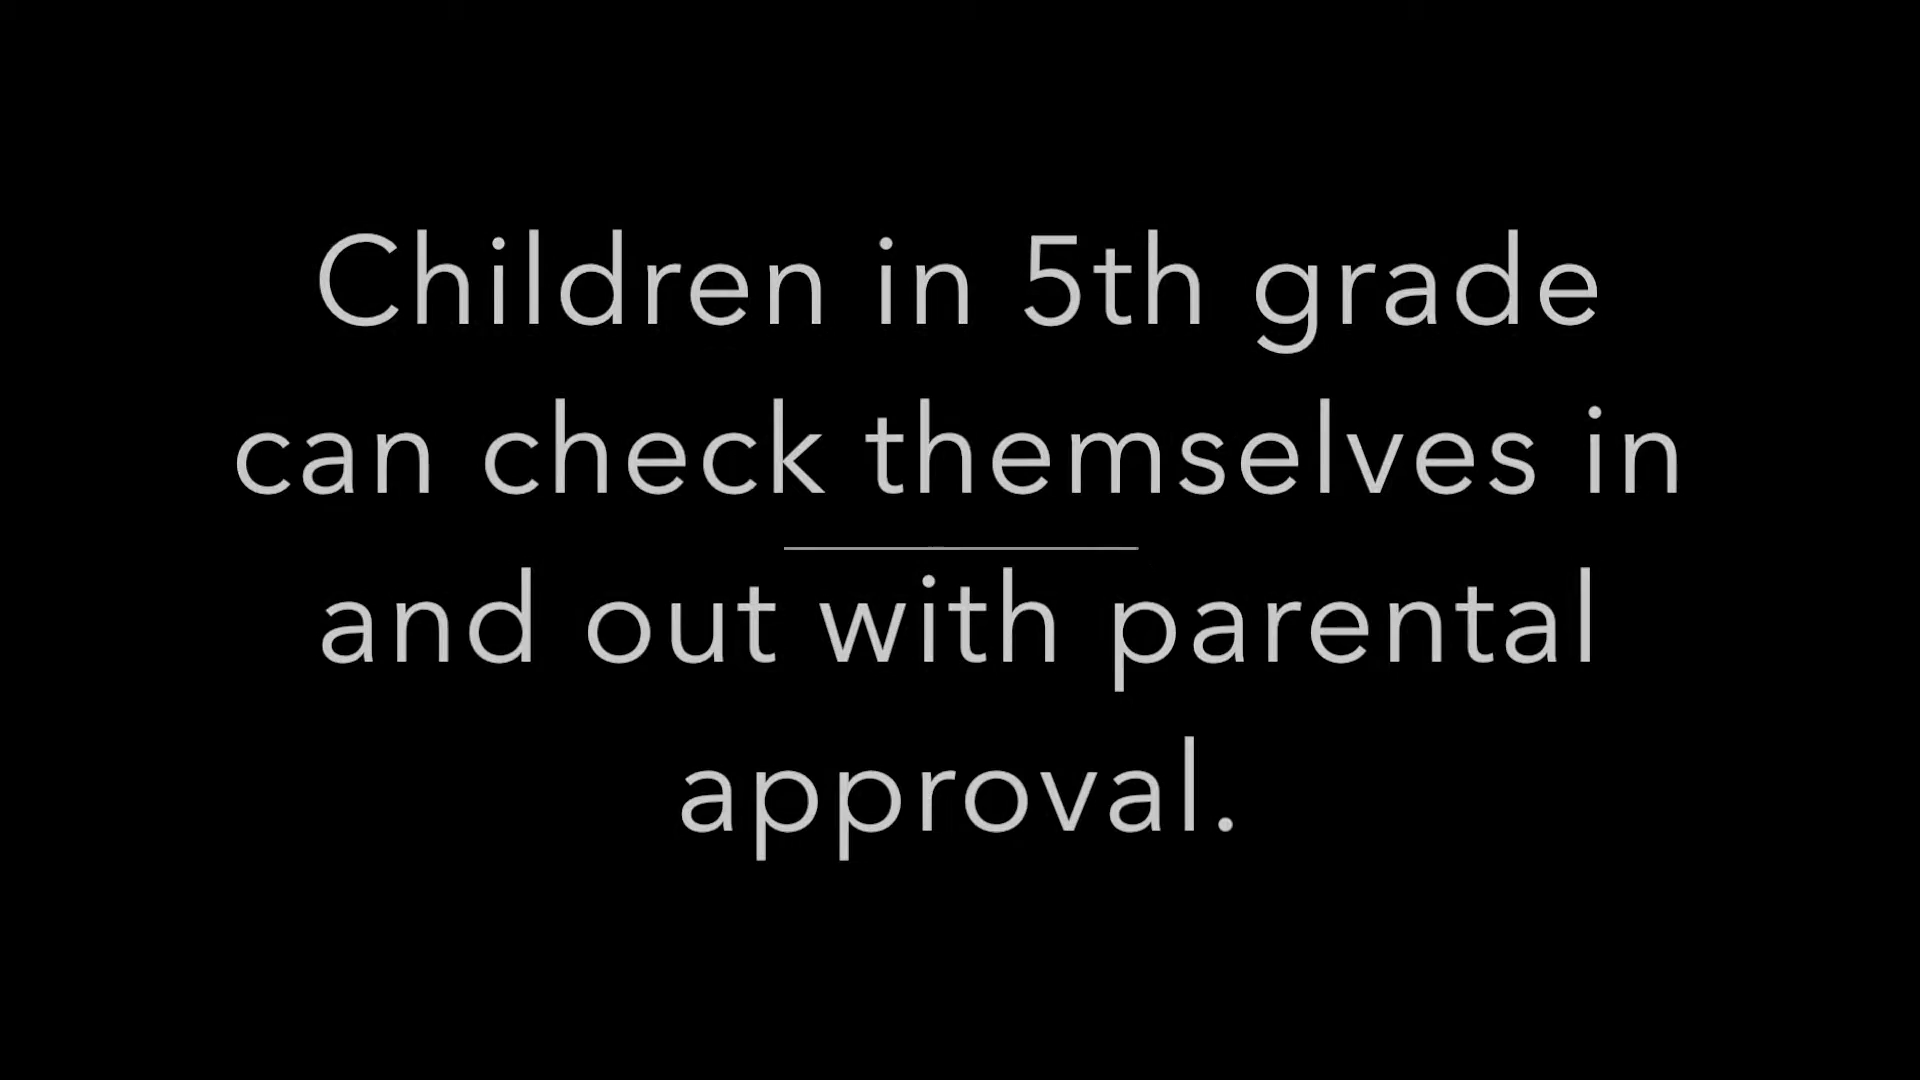 Children in 5th grade
can check themselves in
and out with parental
approval.